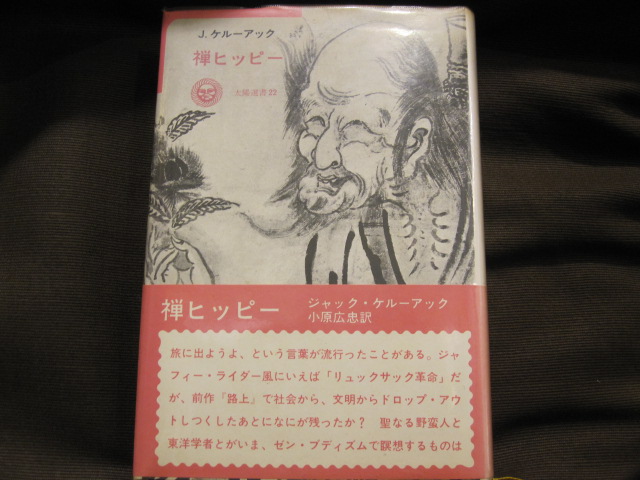 J. ケルーアック
禅ヒッピー
太陽選書22
禅ヒッピー
ジャック・ケルーアック
小原広忠訳
旅に出ようよ、という言葉が流行ったことがある。ジャ
フィー・ライダー風にいえば「リュックサック革命」だ
が、前作『路上』で社会から、文明からドロップ・アウ
トしつくしたあとになにが残ったか？ 聖なる野蛮人と
東洋学者とがいま、ゼン・ブディズムで瞑想するものは